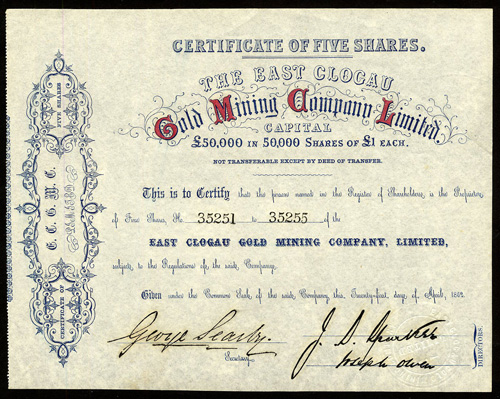 CERTIFICATE OF FIVE SHARES.
THE EAST CLOGAU
Gold Mining Company Limited
CAPITAL
£50,000 IN 50,000 SHARES OF £1 EACH.
NOT TRANSFERABLE EXCEPT BY DEED OF TRANSFER.
This is to Certify that the person named in the Register of Shareholders, is the Proprietor
of Five Shares, No 35251 to 35255 of the
EAST CLOGAU GOLD MINING COMPANY, LIMITED,
subject, to the Regulations of, the said, Company,
Given under the Common Seal, of the said Company this, Twenty-first, day of, April, 1862.
George Searby.
Secretary.
J. S.
Joseph Owen
DIRECTORS
CERTIFICATE OF
E. C. G. M. C.
FIVE SHARES